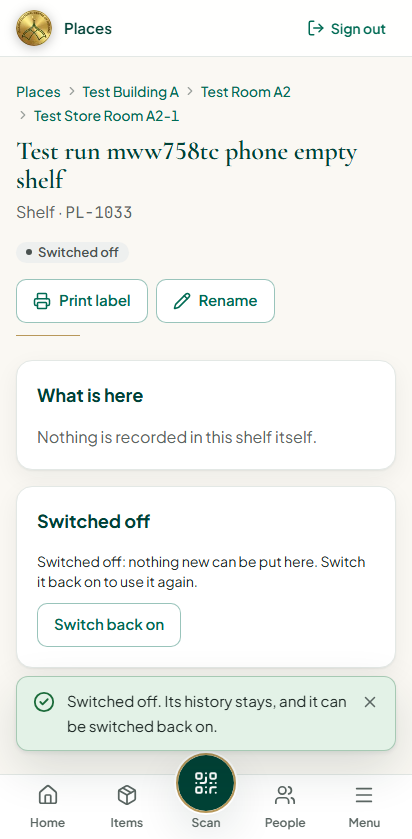 Places
Sign out
Places > Test Building A > Test Room A2
> Test Store Room A2-1
Test run mww758tc phone empty
shelf
Shelf · PL-1033
• Switched off
Print label
Rename
What is here
Nothing is recorded in this shelf itself.
Switched off
Switched off: nothing new can be put here. Switch
it back on to use it again.
Switch back on
Switched off. Its history stays, and it can
be switched back on.
Home
Items
Scan
People
Menu